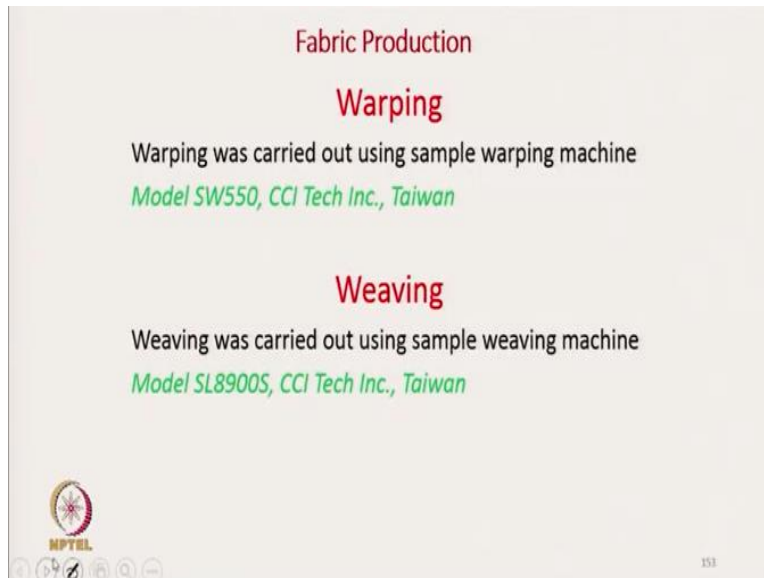 Fabric Production
Warping
Warping was carried out using sample warping machine
Model SW550, CCI Tech Inc., Taiwan
Weaving
Weaving was carried out using sample weaving machine
Model SL8900S, CCI Tech Inc., Taiwan
NPTEL
153